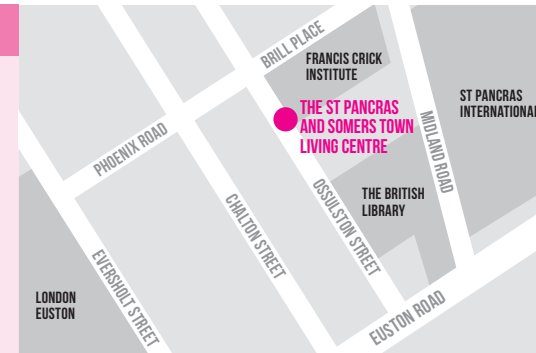 BRILL PLACE
FRANCIS CRICK
INSTITUTE
ST PANCRAS
INTERNATIONAL
THE ST PANCRAS
AND SOMERS TOWN
LIVING CENTRE
MIDLAND ROAD
PHOENIX ROAD
THE BRITISH
LIBRARY
CHALTON STREET
OSSULSTON STREET
EVERSHOLT STREET
LONDON
EUSTON
EUSTON ROAD